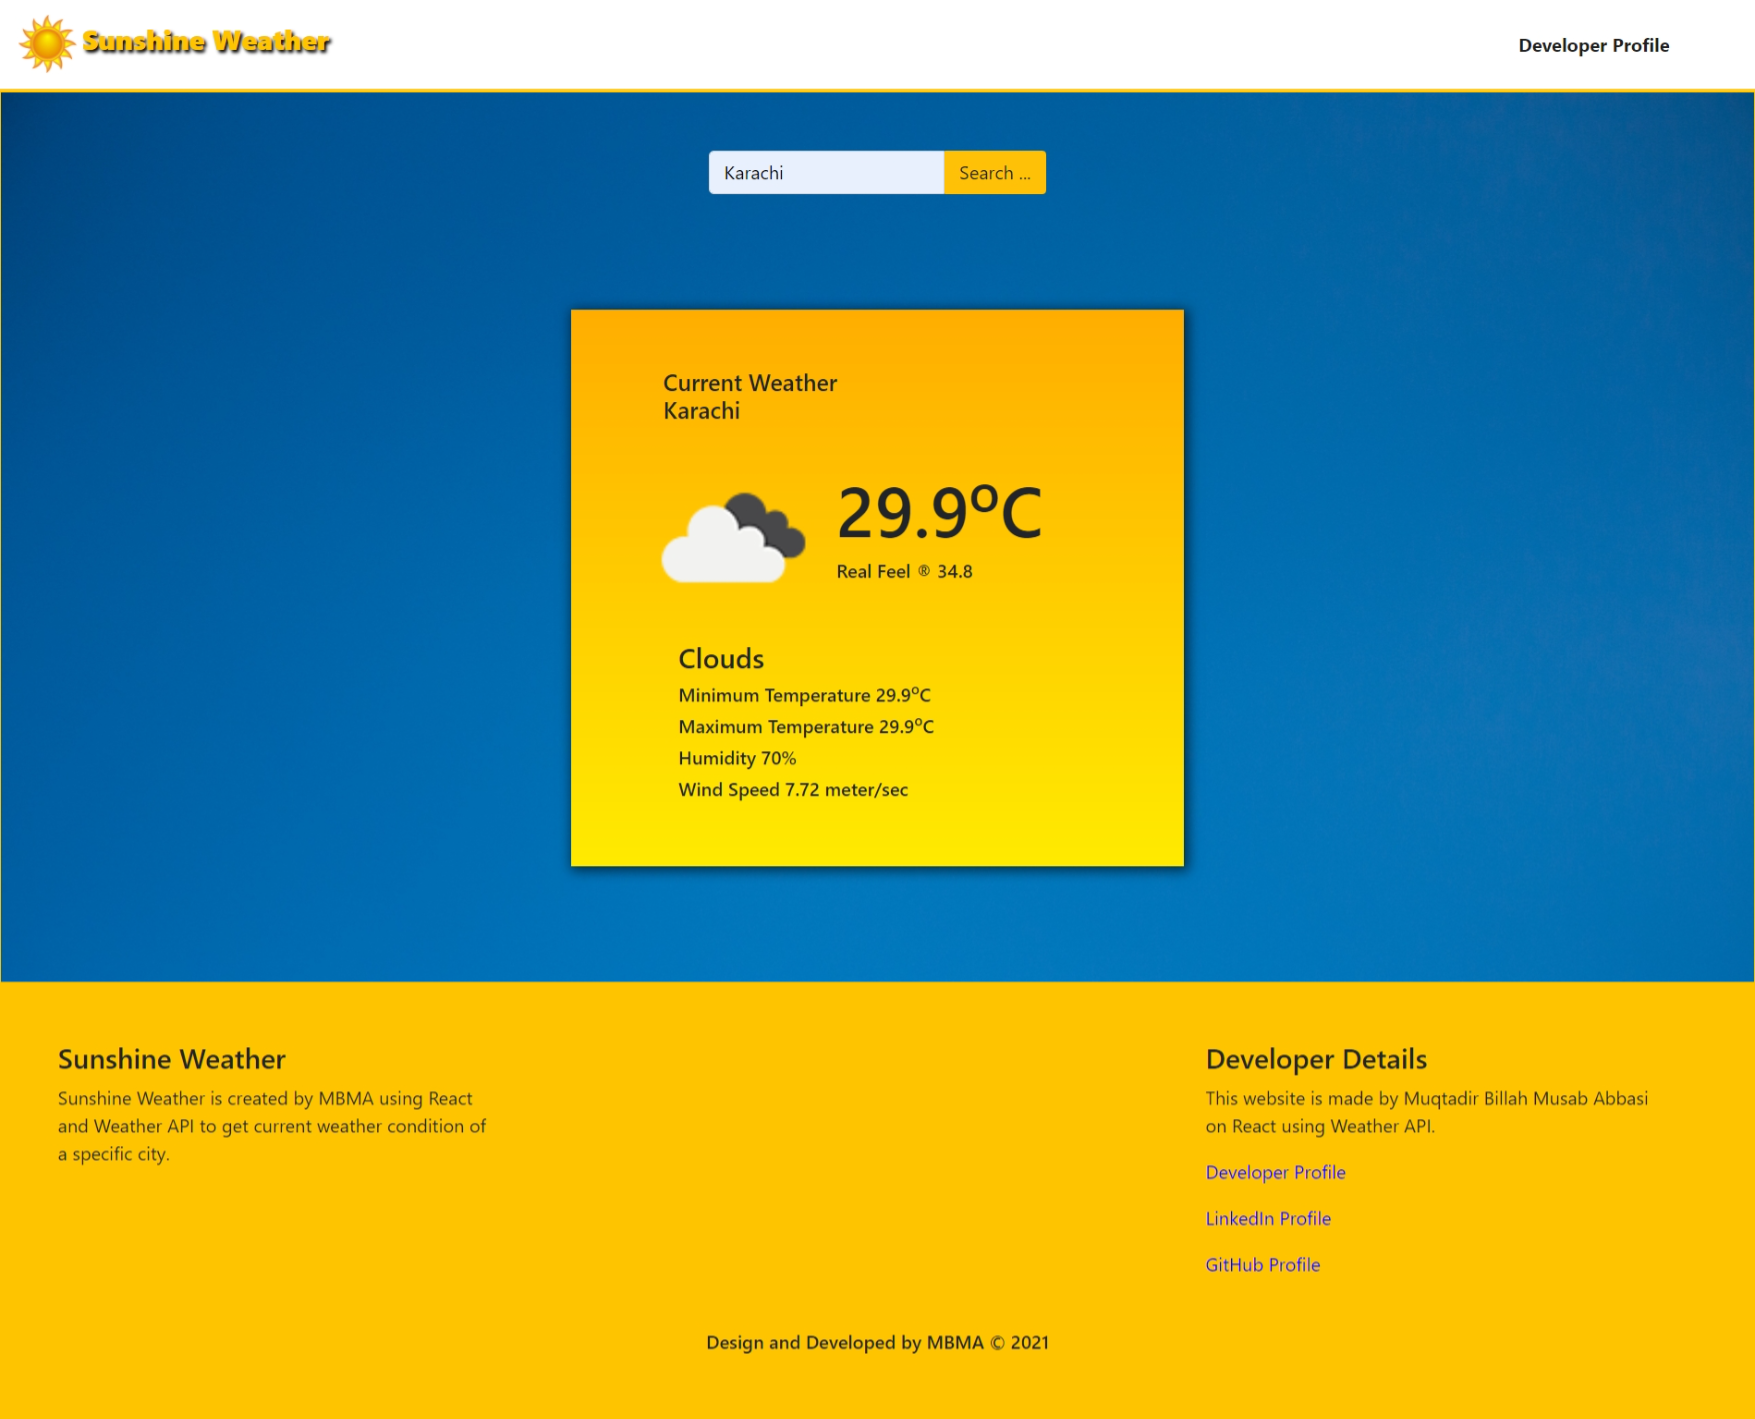 Sunshine Weather
Developer Profile
Karachi
Search ...
Current Weather
Karachi
29.9ºC
Real Feel ® 34.8
Clouds
Minimum Temperature 29.9ºC
Maximum Temperature 29.9ºC
Humidity 70%
Wind Speed 7.72 meter/sec
Sunshine Weather
Sunshine Weather is created by MBMA using React
and Weather API to get current weather condition of
a specific city.
Developer Details
This website is made by Muqtadir Billah Musab Abbasi
on React using Weather API.
Developer Profile
LinkedIn Profile
GitHub Profile
Design and Developed by MBMA © 2021